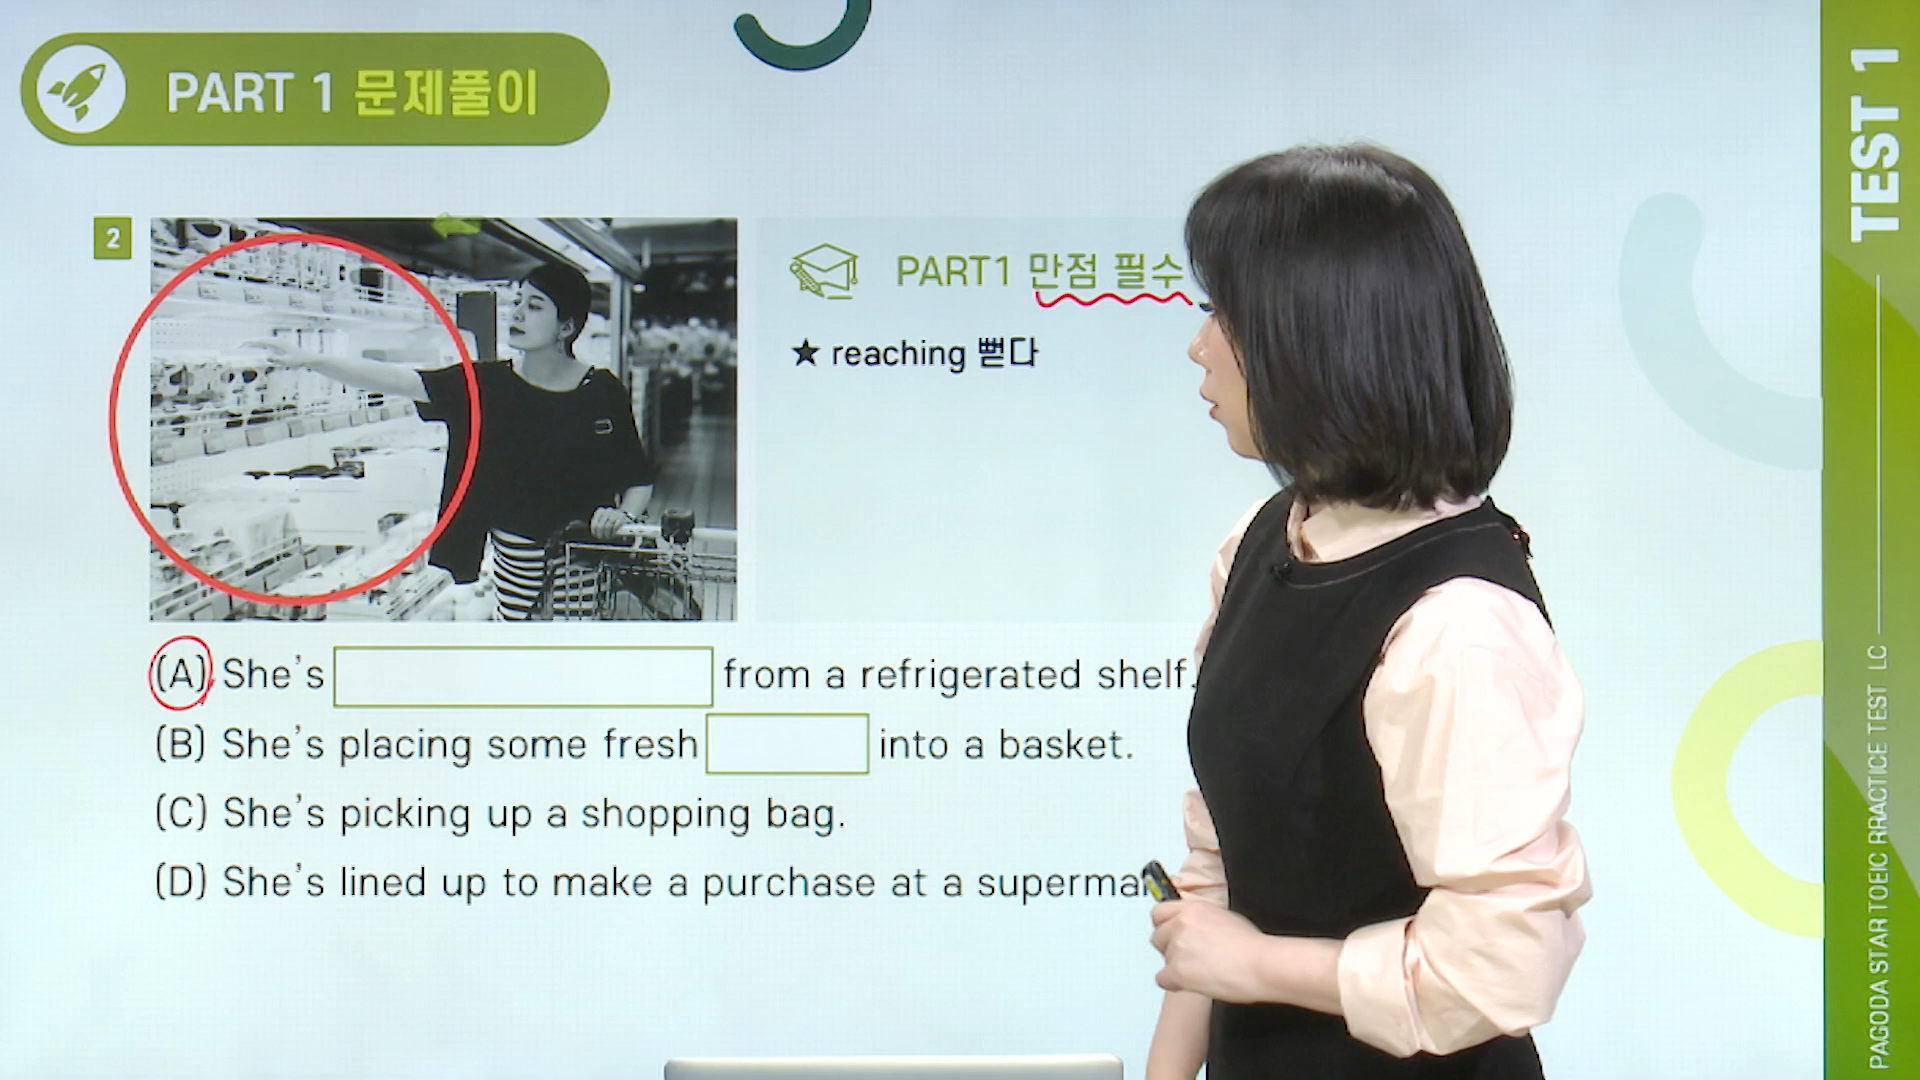 PART 1 문제풀이
2
PART1 만점 필수
★ reaching 뻗다
(A) She's from a refrigerated shelf.
(B) She's placing some fresh into a basket.
(C) She's picking up a shopping bag.
(D) She's lined up to make a purchase at a
TEST 1
PAGODA STAR TOEIC RRACTICE TEST LC